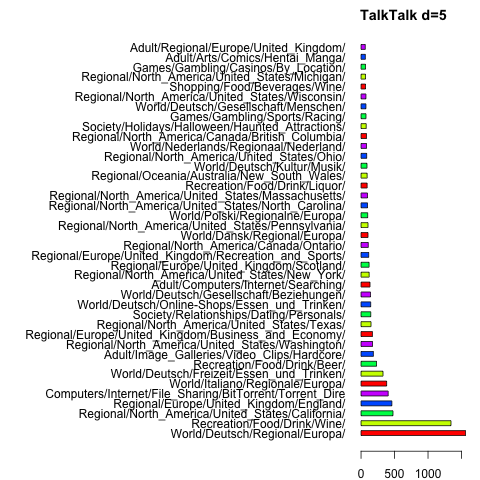 TalkTalk d=5
Adult/Regional/Europe/United_Kingdom/
Adult/Arts/Comics/Hentai_Manga/
Games/Gambling/Casinos/By_Location/
Regional/North_America/United_States/Michigan/
Shopping/Food/Beverages/Wine/
Regional/North_America/United_States/Wisconsin/
World/Deutsch/Gesellschaft/Menschen/
Games/Gambling/Sports/Racing/
Society/Holidays/Halloween/Haunted_Attractions/
Regional/North_America/Canada/British_Columbia/
World/Nederlands/Regionaal/Nederland/
Regional/North_America/United_States/Ohio/
World/Deutsch/Kultur/Musik/
Regional/Oceania/Australia/New_South_Wales/
Recreation/Food/Drink/Liquor/
Regional/North_America/United_States/Massachusetts/
Regional/North_America/United_States/North_Carolina/
World/Polski/Regionalne/Europa/
Regional/North_America/United_States/Pennsylvania/
World/Dansk/Regional/Europa/
Regional/North_America/Canada/Ontario/
Regional/Europe/United_Kingdom/Recreation_and_Sports/
Regional/Europe/United_Kingdom/Scotland/
Regional/North_America/United_States/New_York/
Adult/Computers/Internet/Searching/
World/Deutsch/Gesellschaft/Beziehungen/
World/Deutsch/Online-Shops/Essen_und_Trinken/
Society/Relationships/Dating/Personals/
Regional/North_America/United_States/Texas/
Regional/Europe/United_Kingdom/Business_and_Economy/
Regional/North_America/United_States/Washington/
Adult/Image_Galleries/Video_Clips/Hardcore/
Recreation/Food/Drink/Beer/
World/Deutsch/Freizeit/Essen_und_Trinken/
World/Italiano/Regionale/Europa/
Computers/Internet/File_Sharing/BitTorrent/Torrent_Dire
Regional/Europe/United_Kingdom/England/
Regional/North_America/United_States/California/
Recreation/Food/Drink/Wine/
World/Deutsch/Regional/Europa/
0 500 1000